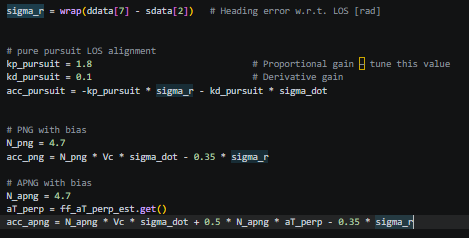 sigma_r = wrap(ddata[7] - sdata[2])   # Heading error w.r.t. LOS [rad]
# pure pursuit LOS alignment
kp_pursuit = 1.8   # Proportional gain – tune this value
kd_pursuit = 0.1   # Derivative gain
acc_pursuit = -kp_pursuit * sigma_r - kd_pursuit * sigma_dot
# PNG with bias
N_png = 4.7
acc_png = N_png * Vc * sigma_dot - 0.35 * sigma_r
# APNG with bias
N_apng = 4.7
aT_perp = ff_aT_perp_est.get()
acc_apng = N_apng * Vc * sigma_dot + 0.5 * N_apng * aT_perp - 0.35 * sigma_r